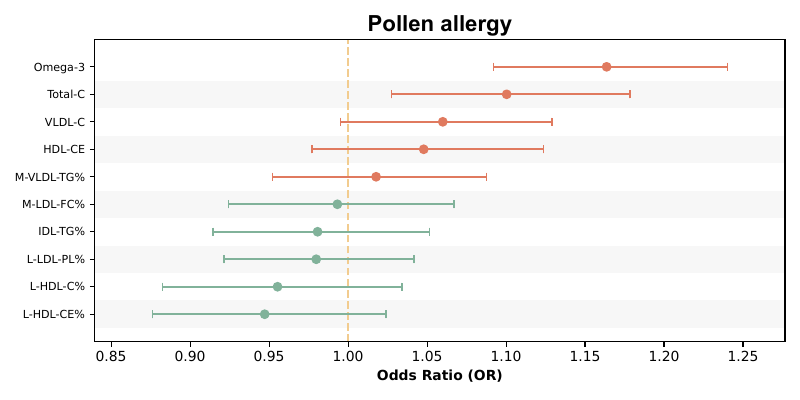 Pollen allergy
Omega-3
Total-C
VLDL-C
HDL-CE
M-VLDL-TG%
M-LDL-FC%
IDL-TG%
L-LDL-PL%
L-HDL-C%
L-HDL-CE%
0.85 0.90 0.95 1.00 1.05 1.10 1.15 1.20 1.25
Odds Ratio (OR)